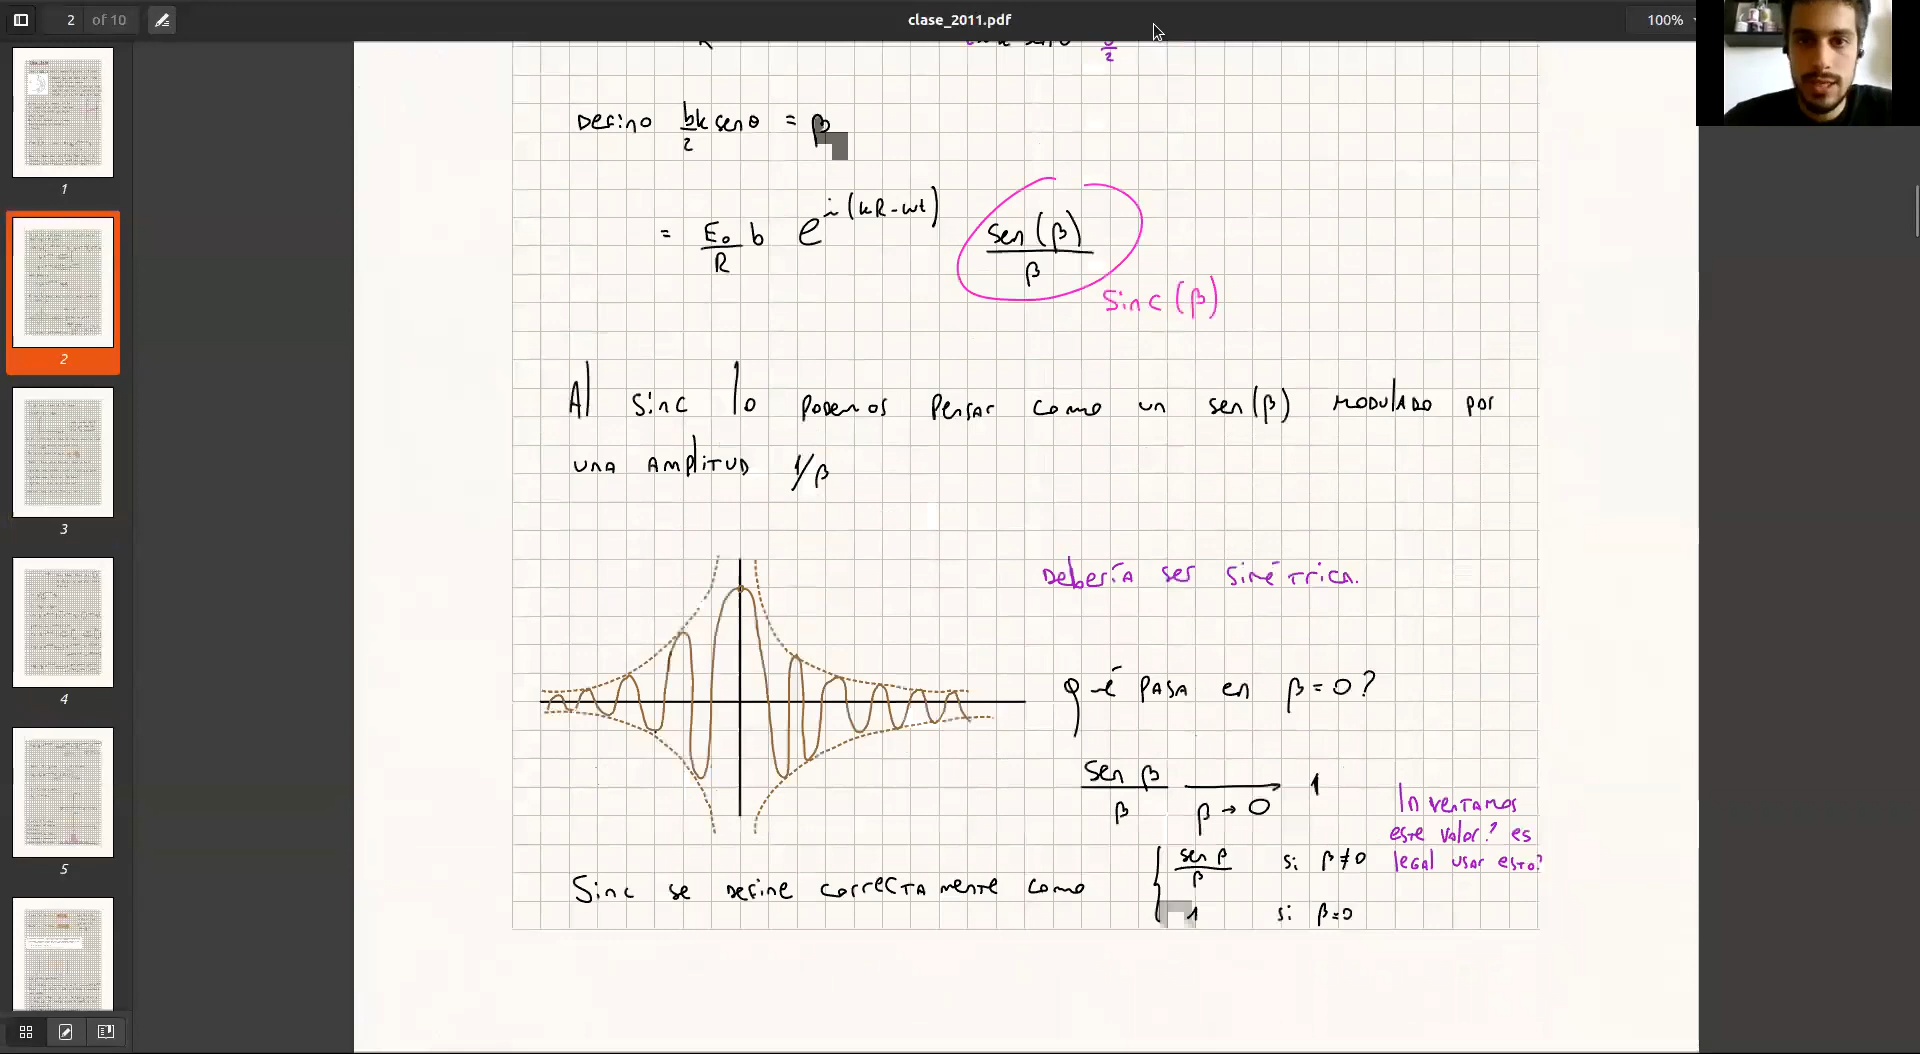 2 of 10 clase_2011.pdf 100%
Defino bk/2 sen θ = β
= E₀/R b e^i(kR-wt) sen(β)/β
sinc(β)
Al sinc lo podemos pensar como un sen(β) modulado por
una amplitud 1/β
Debería ser simétrica.
Qué pasa en β=0?
sen β/β → β→0 1
Inventamos
este valor? es
legal usar esto?
Sinc se define correctamente como { sen β/β si β≠0
1 si β=0
1
2
3
4
5